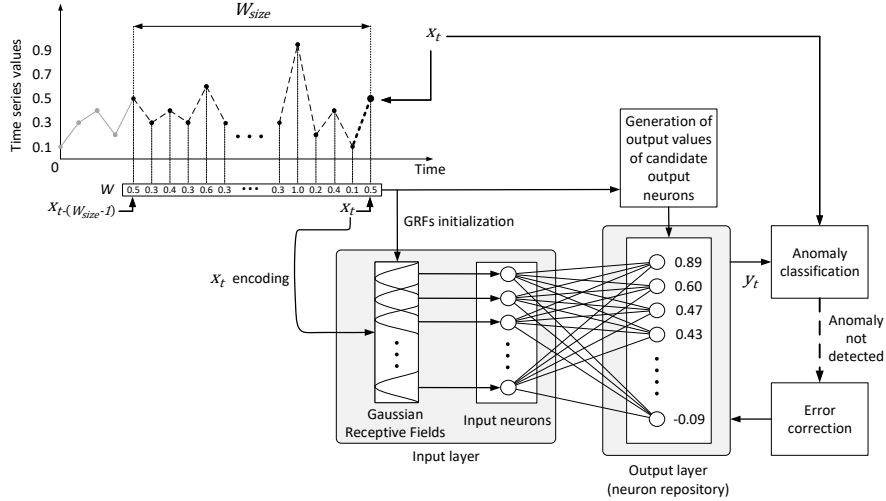 W_size
x_t
Time series values
0.9
0.7
0.5
0.3
0.1
0
Time
W
0.5 0.3 0.4 0.3 0.6 0.3 ••• 0.3 1.0 0.2 0.4 0.1 0.5
x_t-(W_size-1)
x_t
GRFs initialization
x_t encoding
Generation of
output values
of candidate
output
neurons
Gaussian
Receptive Fields
Input neurons
Input layer
0.89
0.60
0.47
0.43
-0.09
Output layer
(neuron repository)
y_t
Anomaly
classification
Anomaly
not
detected
Error
correction